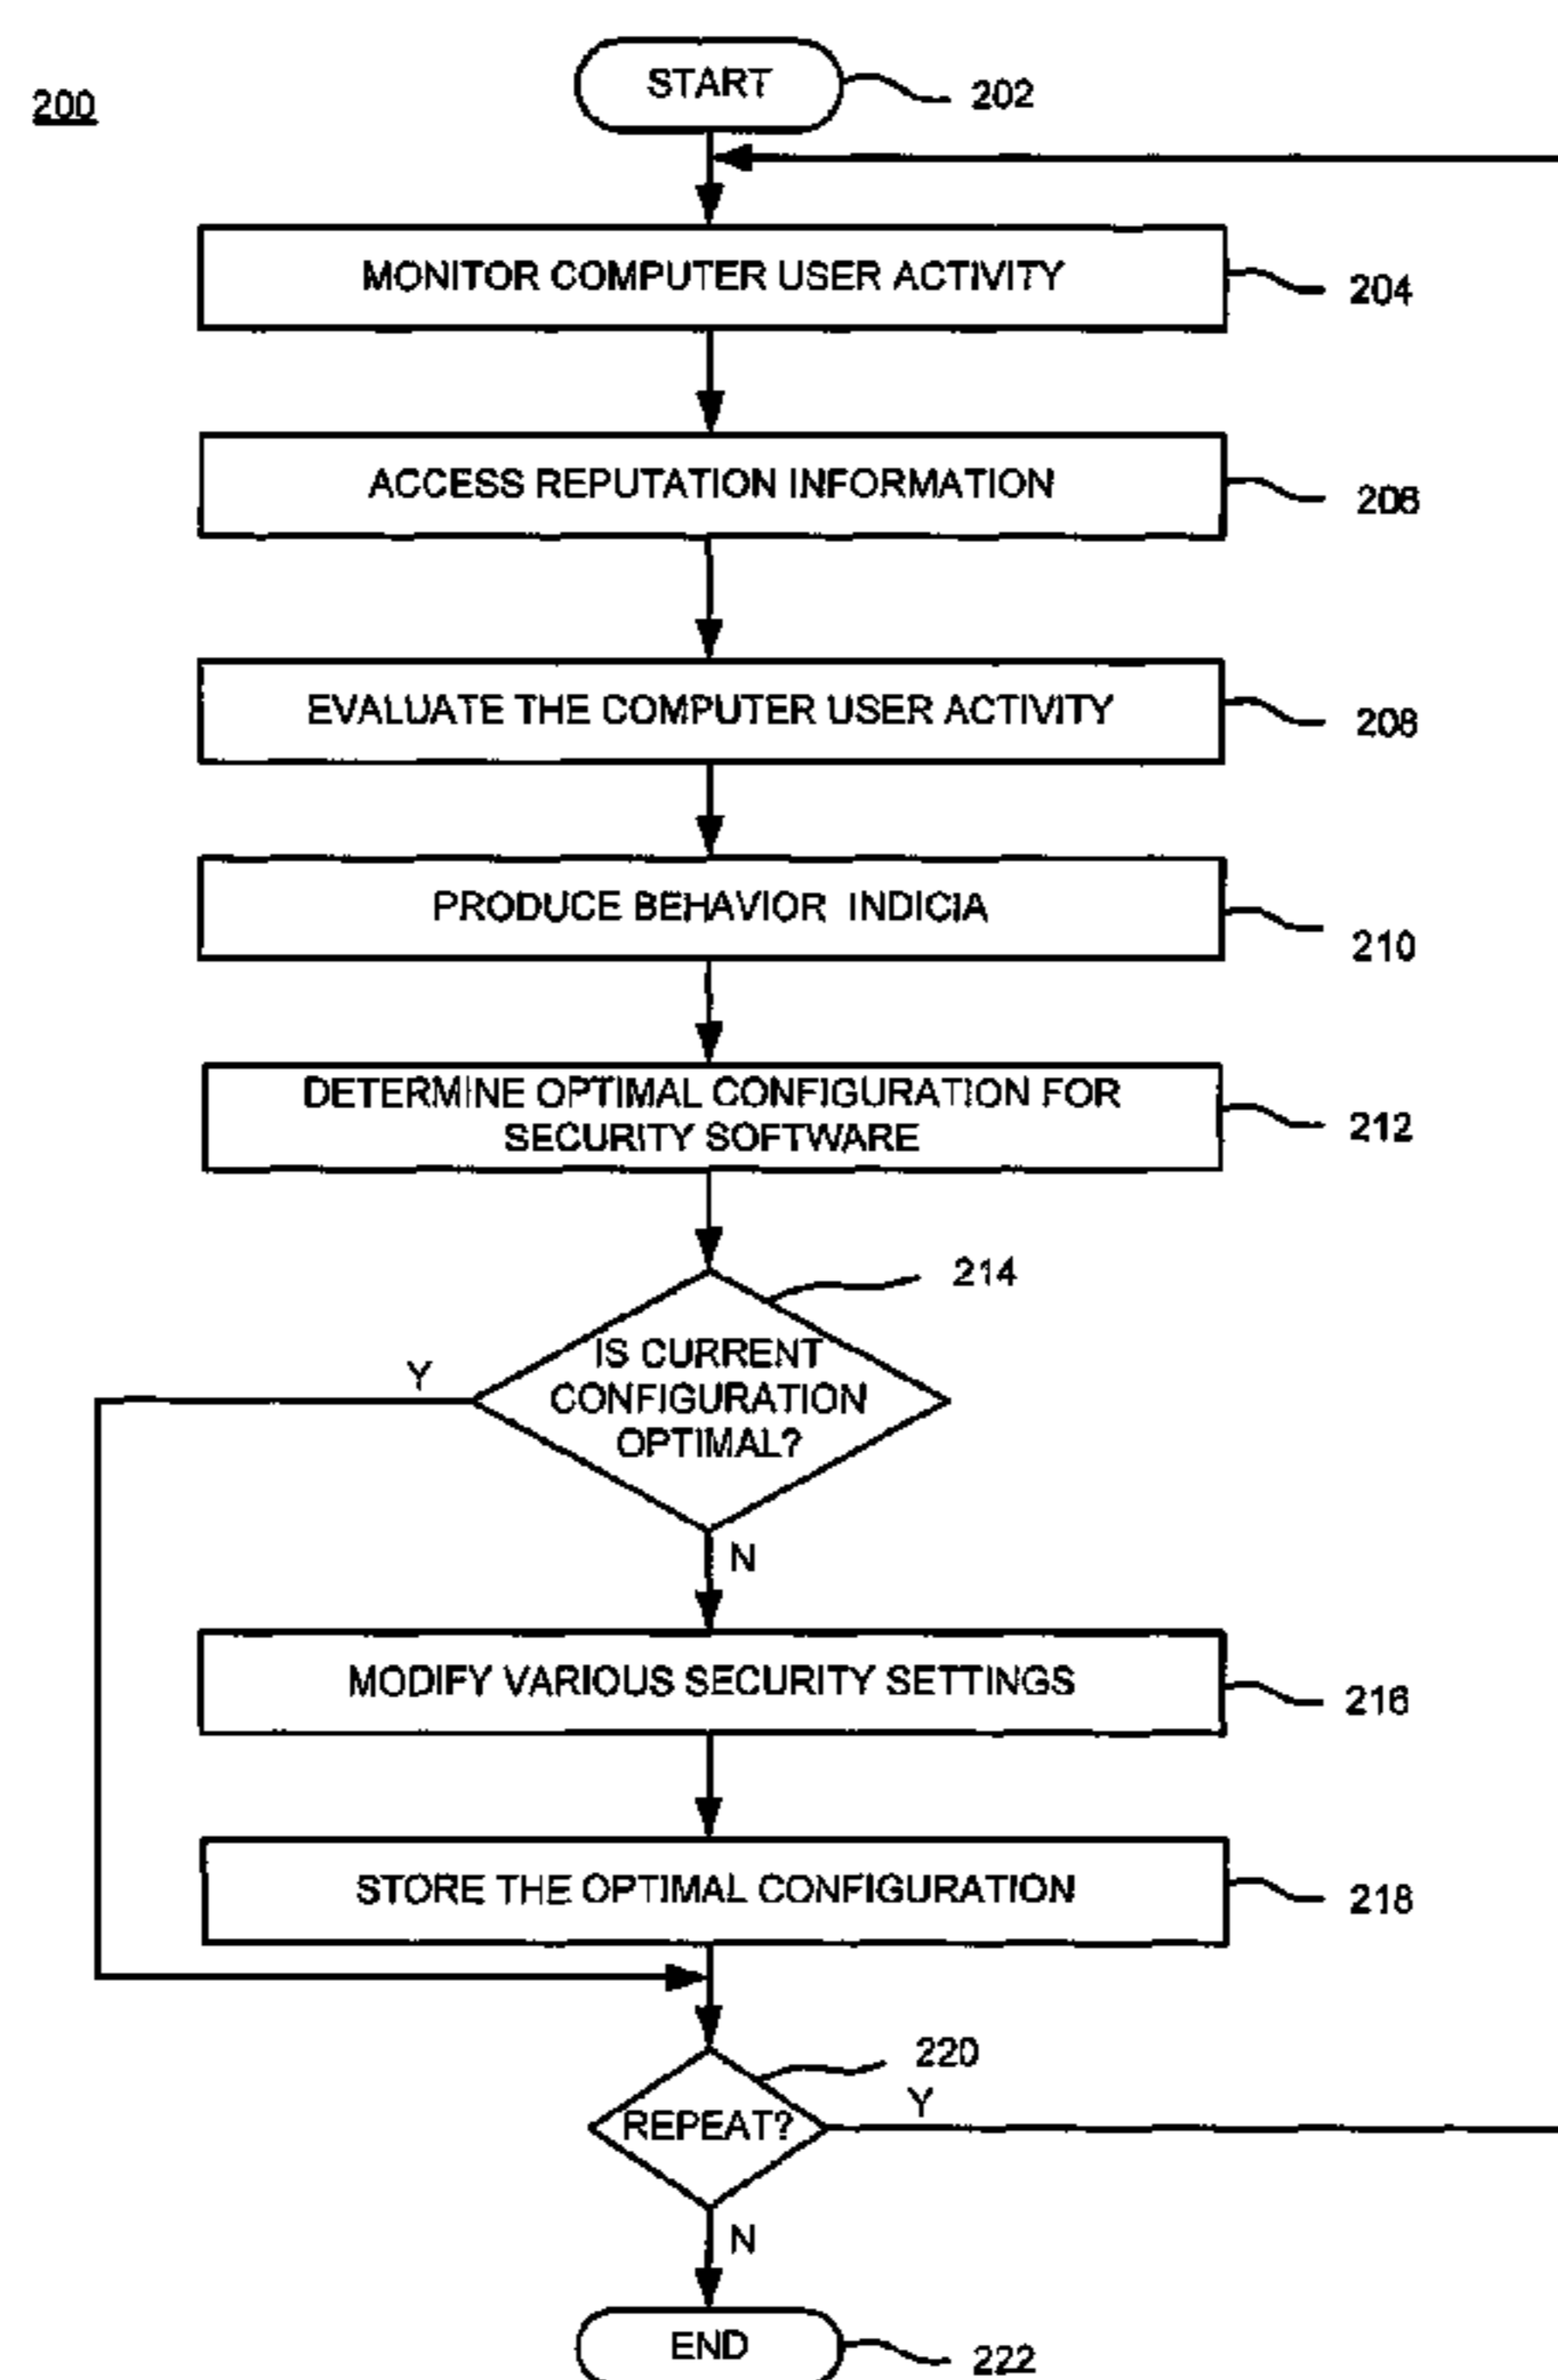 200
START
202
MONITOR COMPUTER USER ACTIVITY
204
ACCESS REPUTATION INFORMATION
206
EVALUATE THE COMPUTER USER ACTIVITY
208
PRODUCE BEHAVIOR INDICIA
210
DETERMINE OPTIMAL CONFIGURATION FOR
SECURITY SOFTWARE
212
214
IS CURRENT
CONFIGURATION
OPTIMAL?
Y
N
MODIFY VARIOUS SECURITY SETTINGS
216
STORE THE OPTIMAL CONFIGURATION
218
220
REPEAT?
Y
N
END
222